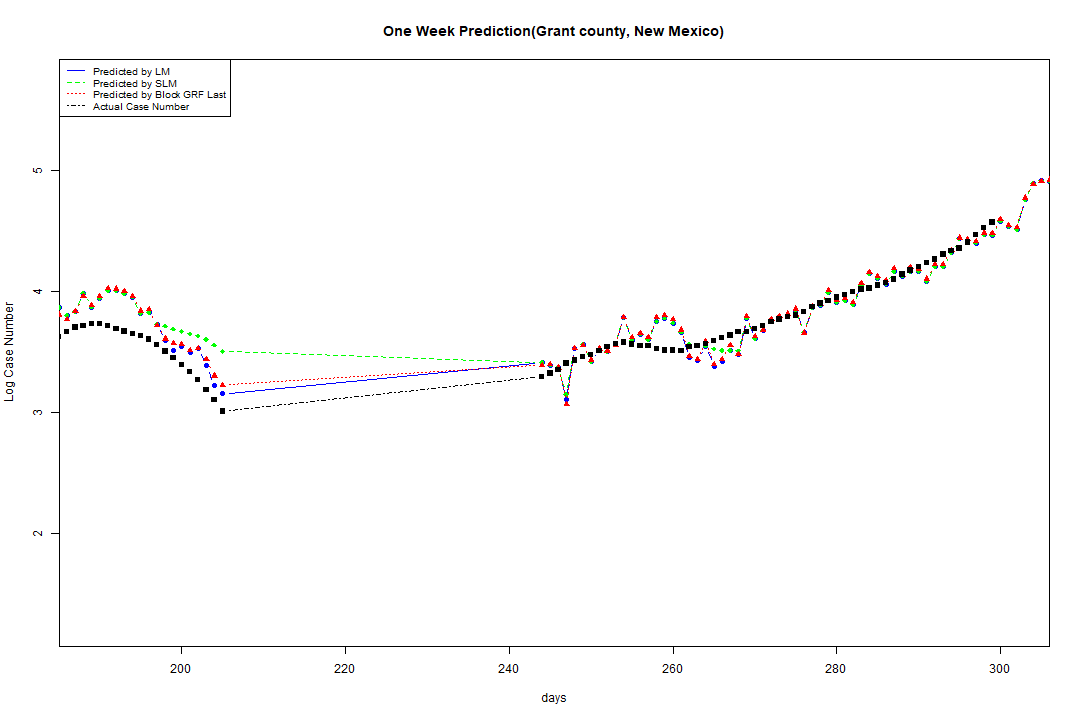 One Week Prediction(Grant county, New Mexico)
Predicted by LM
Predicted by SLM
Predicted by Block GRF Last
Actual Case Number
5
4
3
2
Log Case Number
200 220 240 260 280 300
days